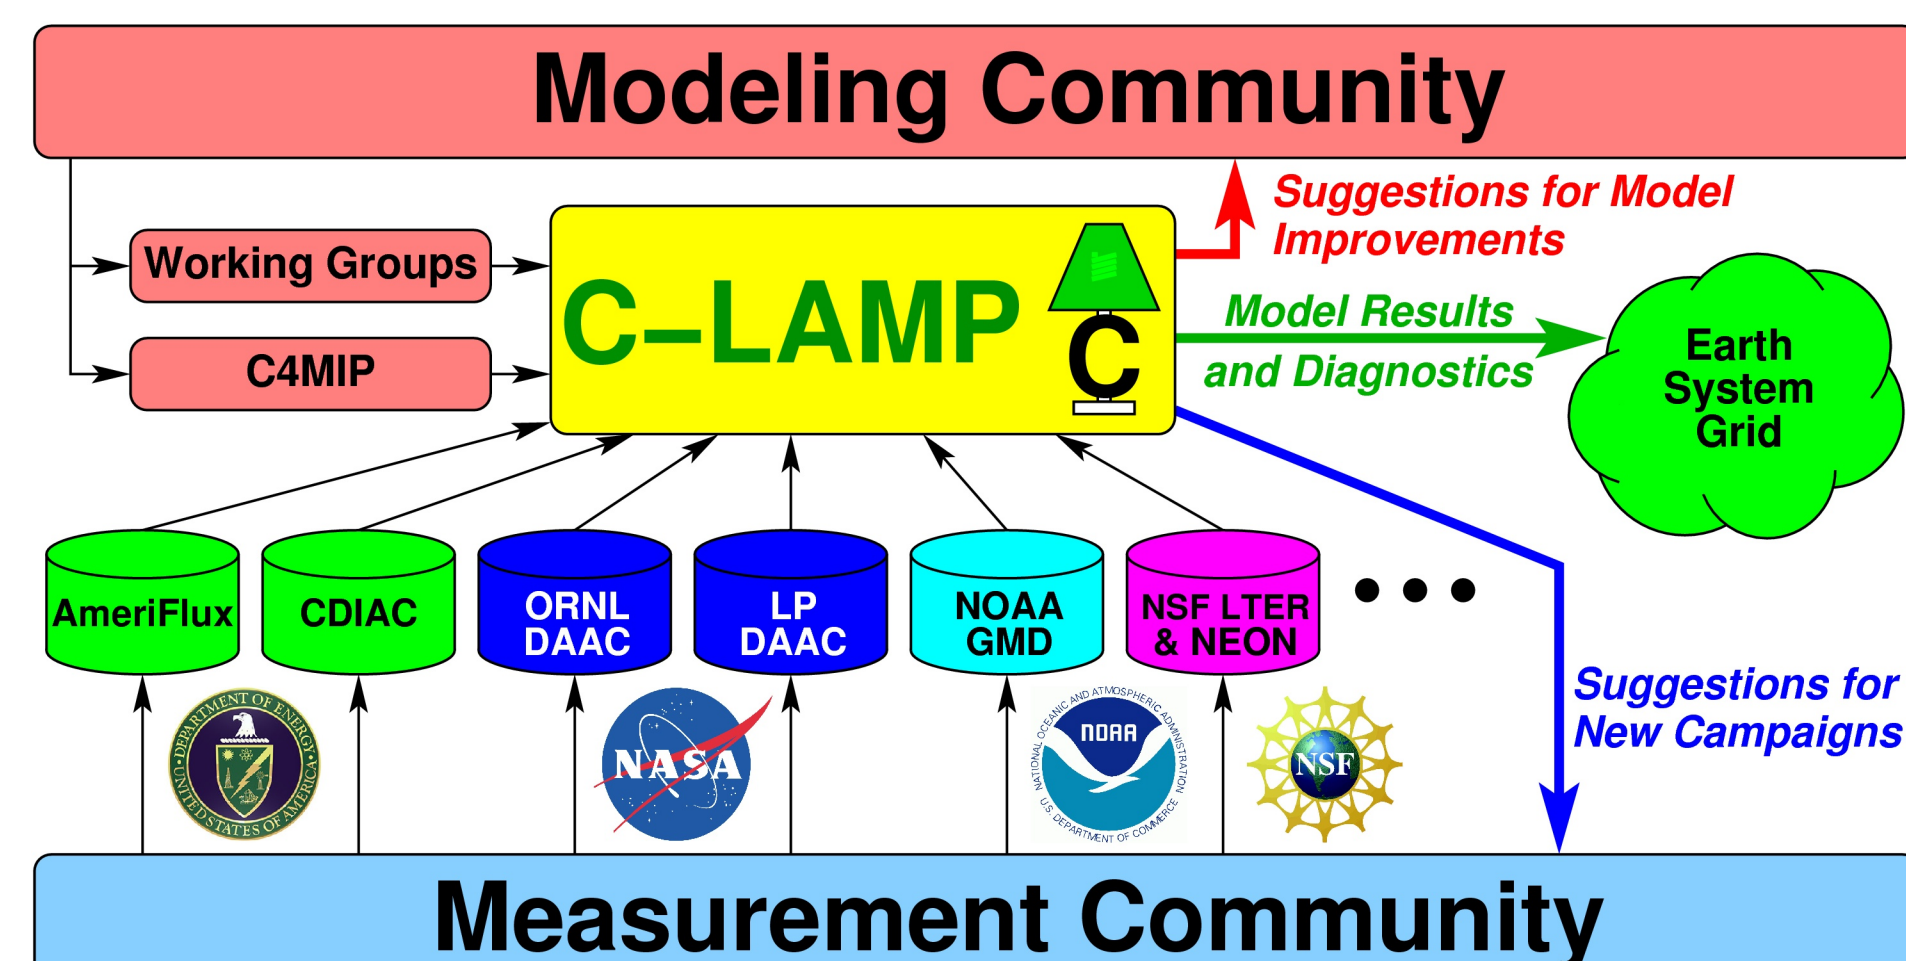 Modeling Community
Suggestions for Model
Improvements
Working Groups
C4MIP
C–LAMP
C
Model Results
and Diagnostics
Earth
System
Grid
AmeriFlux
CDIAC
ORNL
DAAC
LP
DAAC
NOAA
GMD
NSF LTER
& NEON
DEPARTMENT OF ENERGY
UNITED STATES OF AMERICA
NASA
NATIONAL OCEANIC AND ATMOSPHERIC ADMINISTRATION
NOAA
U.S. DEPARTMENT OF COMMERCE
NSF
Suggestions for
New Campaigns
Measurement Community